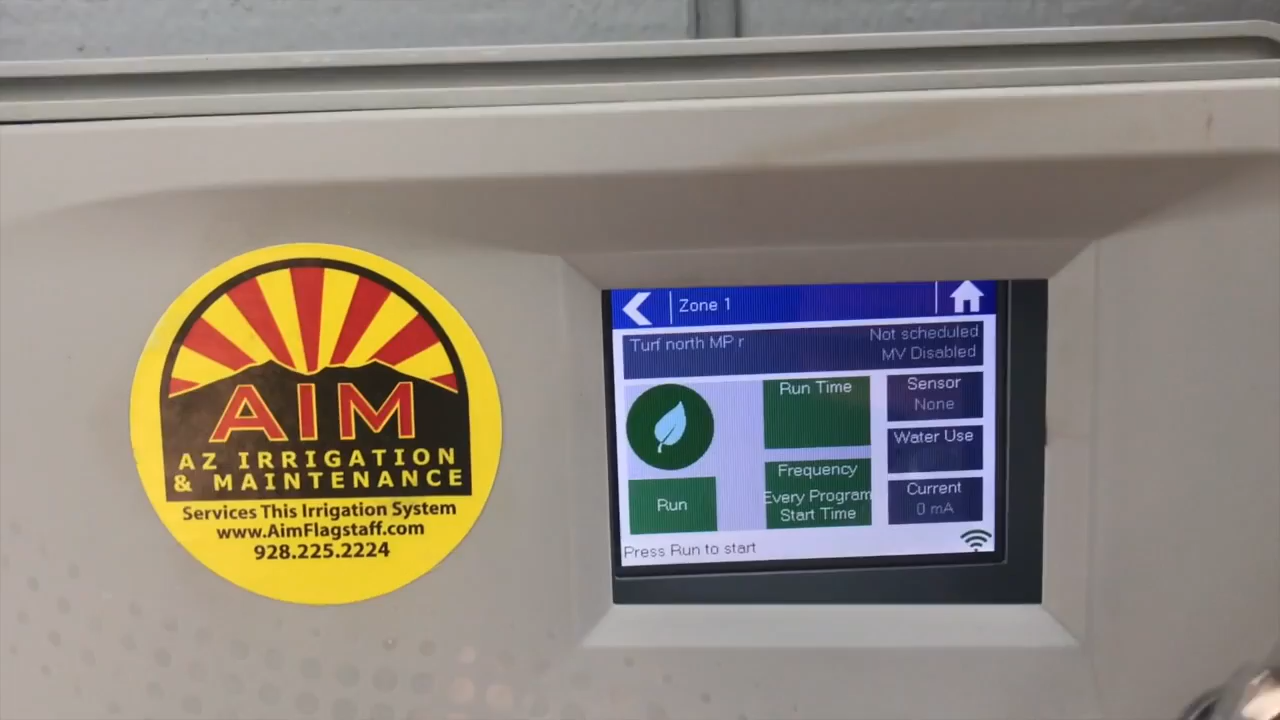 AIM
AZ IRRIGATION
& MAINTENANCE
Services This Irrigation System
www.AimFlagstaff.com
928.225.2224
Zone 1
Turf north MP r
Not scheduled
MV Disabled
Run Time
Sensor
None
Water Use
Frequency
Every Program
Start Time
Run
Current
0 mA
Press Run to start